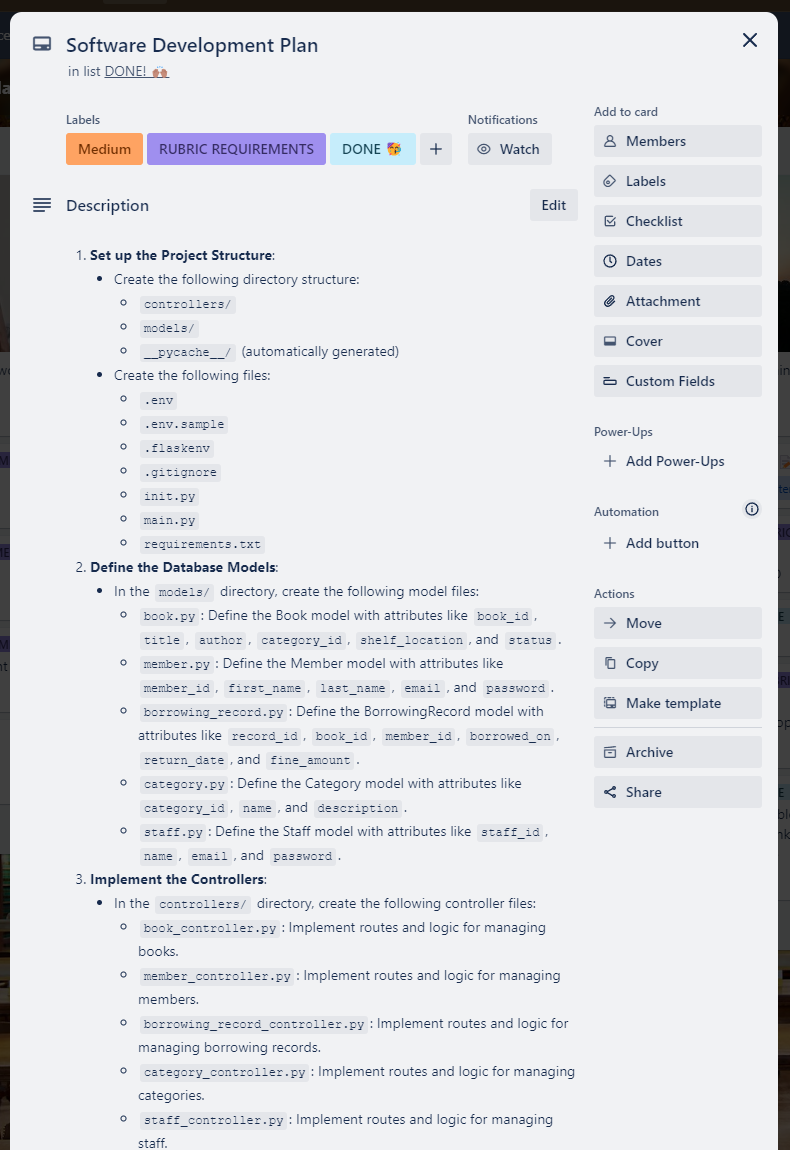 Software Development Plan
in list DONE! 🙌🏽
Labels
Medium
RUBRIC REQUIREMENTS
DONE 🥳
+
Notifications
Watch
Description
Edit
1. Set up the Project Structure:
• Create the following directory structure:
◦ controllers/
◦ models/
◦ __pycache__/ (automatically generated)
• Create the following files:
◦ .env
◦ .env.sample
◦ .flaskenv
◦ .gitignore
◦ init.py
◦ main.py
◦ requirements.txt
2. Define the Database Models:
• In the models/ directory, create the following model files:
◦ book.py: Define the Book model with attributes like book_id,
title, author, category_id, shelf_location, and status.
◦ member.py: Define the Member model with attributes like
member_id, first_name, last_name, email, and password.
◦ borrowing_record.py: Define the BorrowingRecord model with
attributes like record_id, book_id, member_id, borrowed_on,
return_date, and fine_amount.
◦ category.py: Define the Category model with attributes like
category_id, name, and description.
◦ staff.py: Define the Staff model with attributes like staff_id,
name, email, and password.
3. Implement the Controllers:
• In the controllers/ directory, create the following controller files:
◦ book_controller.py: Implement routes and logic for managing
books.
◦ member_controller.py: Implement routes and logic for managing
members.
◦ borrowing_record_controller.py: Implement routes and logic for
managing borrowing records.
◦ category_controller.py: Implement routes and logic for managing
categories.
◦ staff_controller.py: Implement routes and logic for managing
staff.
Add to card
Members
Labels
Checklist
Dates
Attachment
Cover
Custom Fields
Power-Ups
+ Add Power-Ups
Automation
+ Add button
Actions
Move
Copy
Make template
Archive
Share